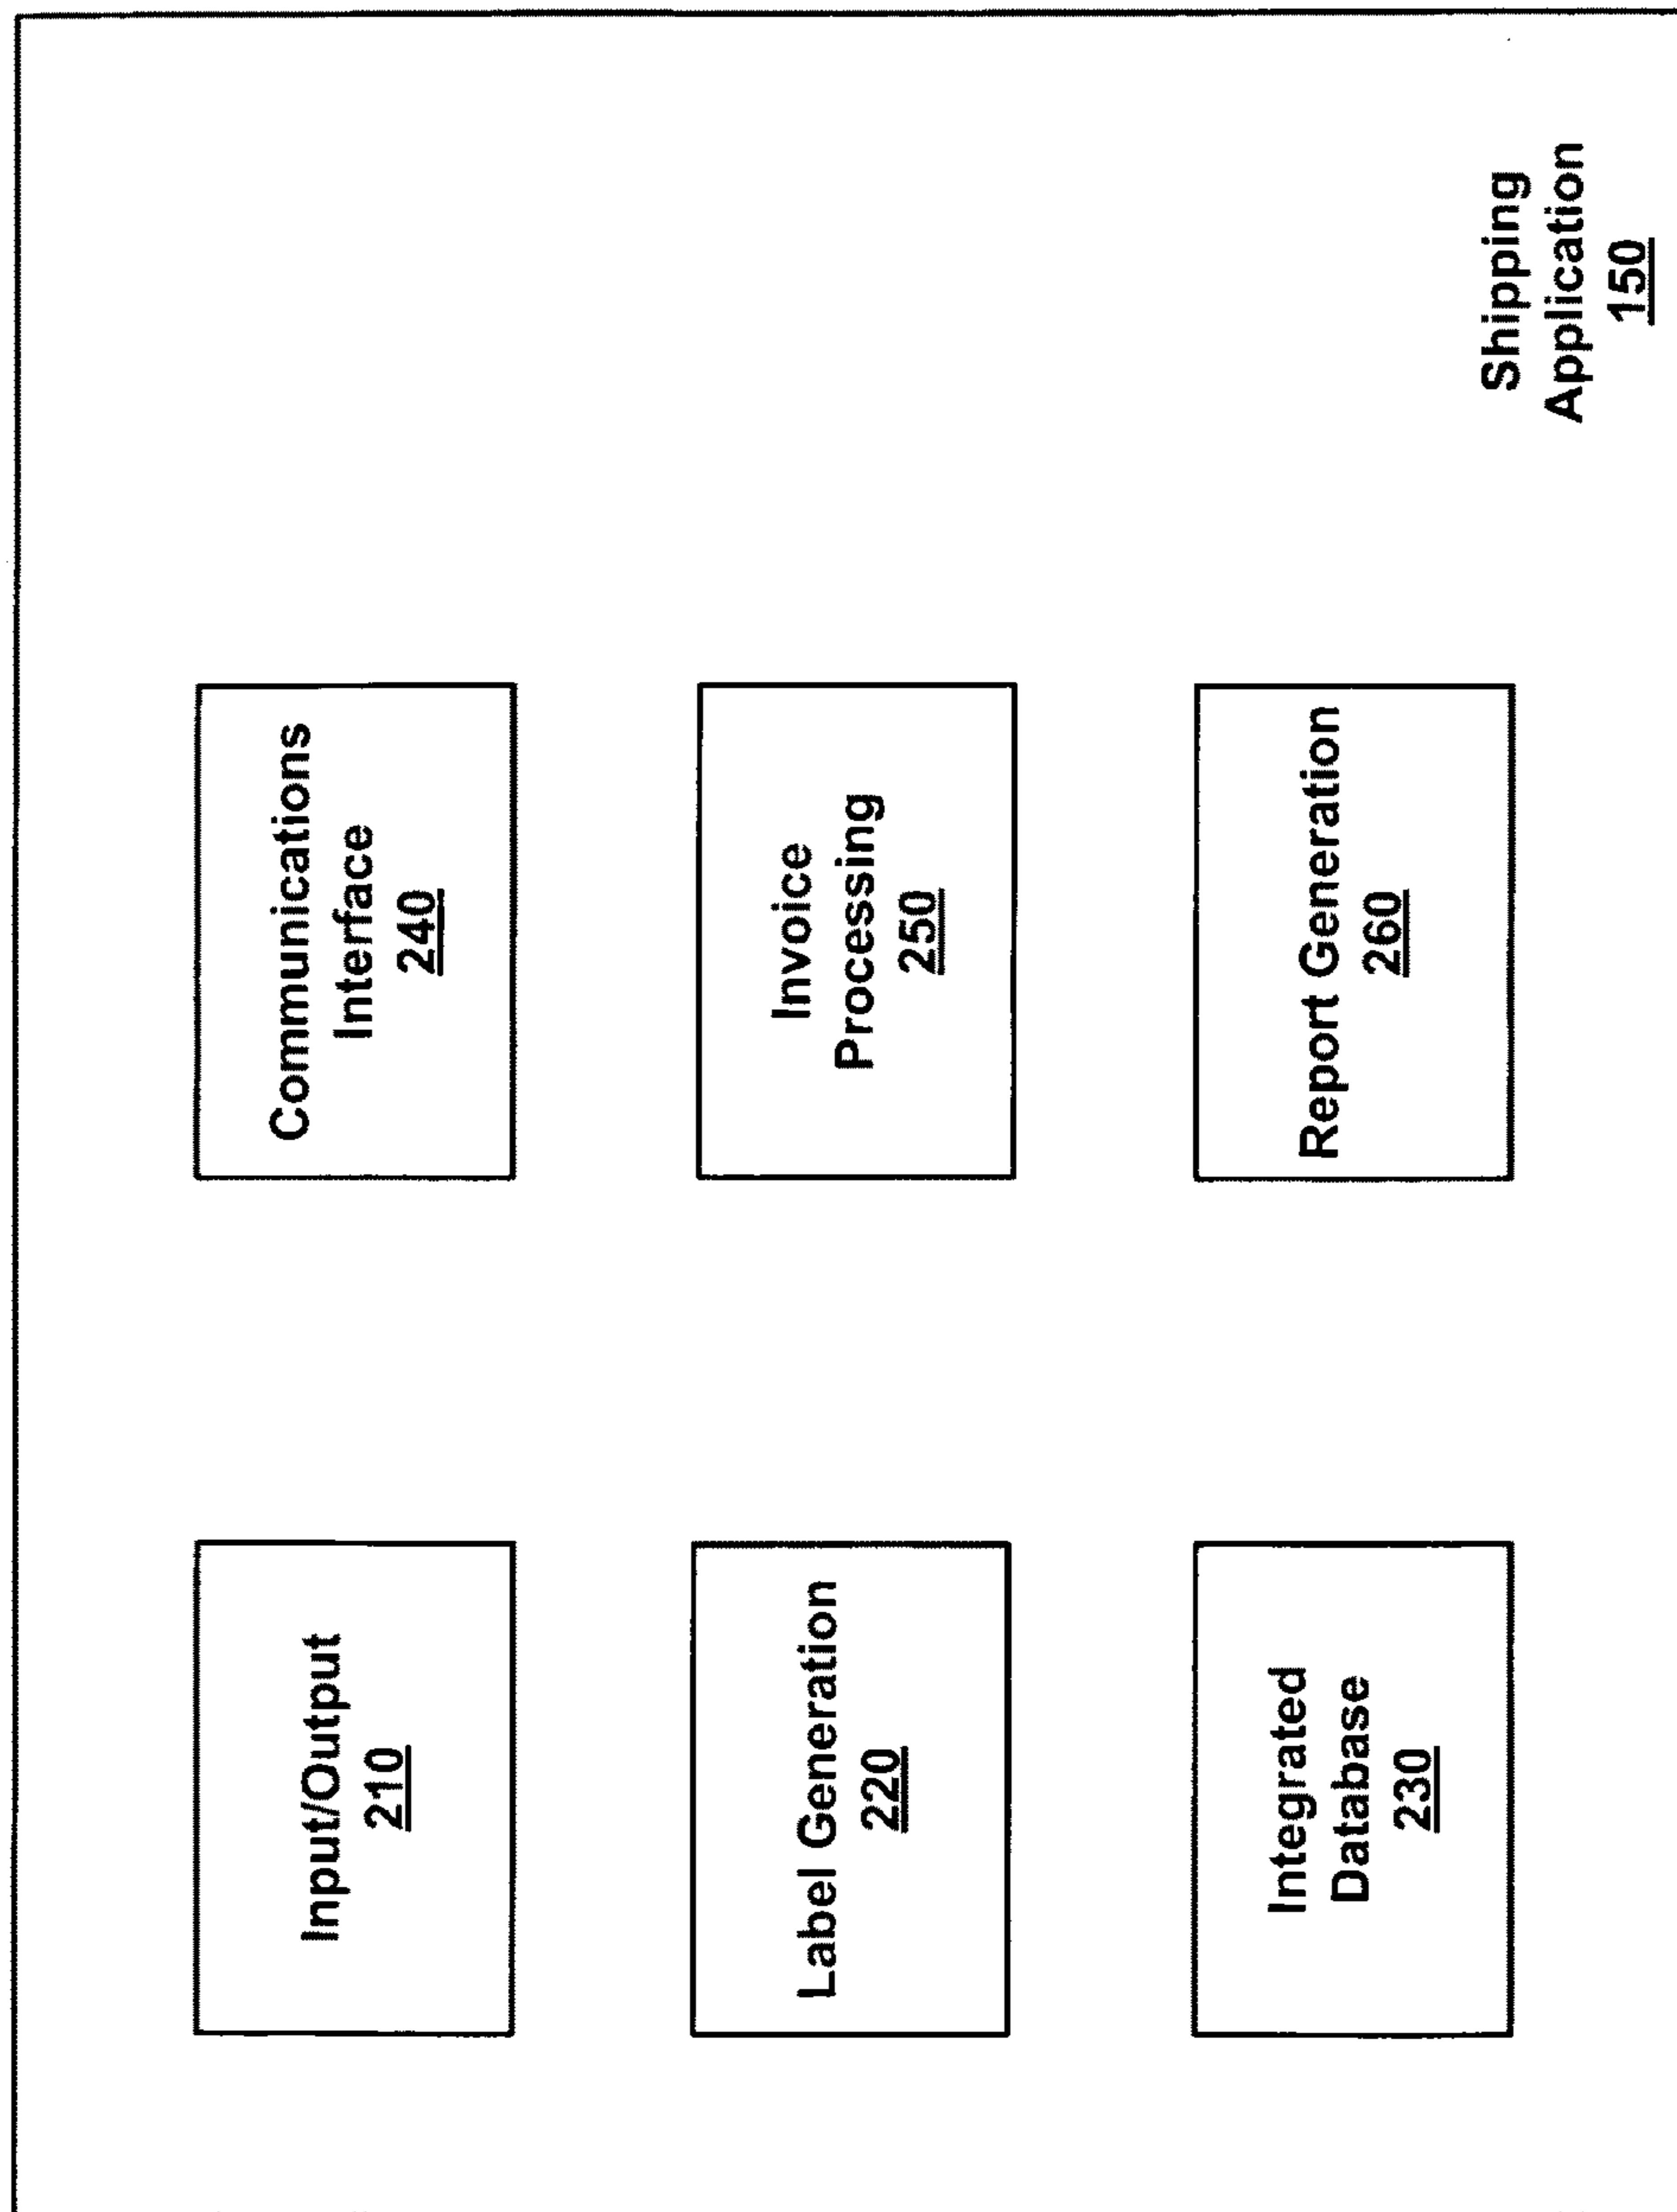 Input/Output
210
Label Generation
220
Integrated
Database
230
Communications
Interface
240
Invoice
Processing
250
Report Generation
260
Shipping
Application
150